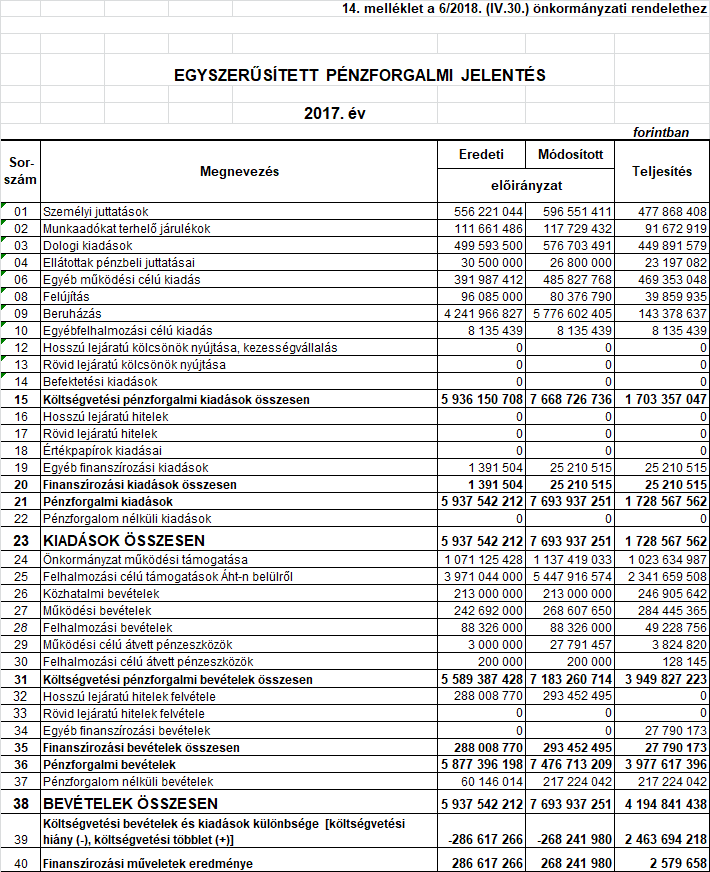 14. melléklet a 6/2018. (IV.30.) önkormányzati rendelethez
EGYSZERŰSÍTETT PÉNZFORGALMI JELENTÉS
2017. év
forintban
Sor-szám Megnevezés Eredeti Módosított Teljesítés
előirányzat
01 Személyi juttatások 556 221 044 596 551 411 477 868 408
02 Munkaadókat terhelő járulékok 111 661 486 117 729 432 91 672 919
03 Dologi kiadások 499 593 500 576 703 491 449 891 579
04 Ellátottak pénzbeli juttatásai 30 500 000 26 800 000 23 197 082
06 Egyéb működési célú kiadás 391 987 412 485 827 768 469 353 048
08 Felújítás 96 085 000 80 376 790 39 859 935
09 Beruházás 4 241 966 827 5 776 602 405 143 378 637
10 Egyébfelhalmozási célú kiadás 8 135 439 8 135 439 8 135 439
12 Hosszú lejáratú kölcsönök nyújtása, kezességvállalás 0 0 0
13 Rövid lejáratú kölcsönök nyújtása 0 0 0
14 Befektetési kiadások 0 0 0
15 Költségvetési pénzforgalmi kiadások összesen 5 936 150 708 7 668 726 736 1 703 357 047
16 Hosszú lejáratú hitelek 0 0 0
17 Rövid lejáratú hitelek 0 0 0
18 Értékpapírok kiadásai 0 0 0
19 Egyéb finanszírozási kiadások 1 391 504 25 210 515 25 210 515
20 Finanszírozási kiadások összesen 1 391 504 25 210 515 25 210 515
21 Pénzforgalmi kiadások 5 937 542 212 7 693 937 251 1 728 567 562
22 Pénzforgalom nélküli kiadások 0 0 0
23 KIADÁSOK ÖSSZESEN 5 937 542 212 7 693 937 251 1 728 567 562
24 Önkormányzat működési támogatása 1 071 125 428 1 137 419 033 1 023 634 987
25 Felhalmozási célú támogatások Áht-n belülről 3 971 044 000 5 447 916 574 2 341 659 508
26 Közhatalmi bevételek 213 000 000 213 000 000 246 905 642
27 Működési bevételek 242 692 000 268 607 650 284 445 365
28 Felhalmozási bevételek 88 326 000 88 326 000 49 228 756
29 Működési célú átvett pénzeszközök 3 000 000 27 791 457 3 824 820
30 Felhalmozási célú átvett pénzeszközök 200 000 200 000 128 145
31 Költségvetési pénzforgalmi bevételek összesen 5 589 387 428 7 183 260 714 3 949 827 223
32 Hosszú lejáratú hitelek felvétele 288 008 770 293 452 495 0
33 Rövid lejáratú hitelek felvétele 0 0 0
34 Egyéb finanszírozási bevételek 0 0 27 790 173
35 Finanszírozási bevételek összesen 288 008 770 293 452 495 27 790 173
36 Pénzforgalmi bevételek 5 877 396 198 7 476 713 209 3 977 617 396
37 Pénzforgalom nélküli bevételek 60 146 014 217 224 042 217 224 042
38 BEVÉTELEK ÖSSZESEN 5 937 542 212 7 693 937 251 4 194 841 438
Költségvetési bevételek és kiadások különbsége [költségvetési
39 hiány (-), költségvetési többlet (+)] -286 617 266 -268 241 980 2 463 694 218
40 Finanszírozási műveletek eredménye 286 617 266 268 241 980 2 579 658